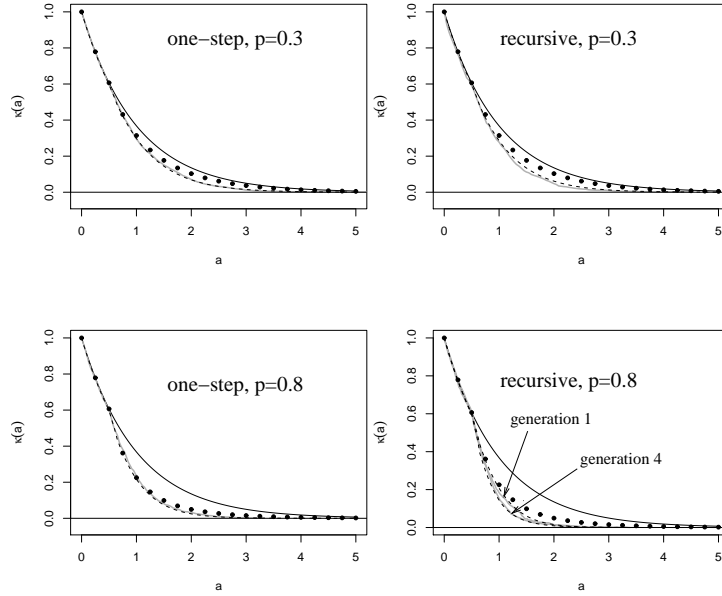 one−step, p=0.3
κ(a)
0.0 0.2 0.4 0.6 0.8 1.0
0 1 2 3 4 5
a
recursive, p=0.3
κ(a)
0.0 0.2 0.4 0.6 0.8 1.0
0 1 2 3 4 5
a
one−step, p=0.8
κ(a)
0.0 0.2 0.4 0.6 0.8 1.0
0 1 2 3 4 5
a
recursive, p=0.8
generation 1
generation 4
κ(a)
0.0 0.2 0.4 0.6 0.8 1.0
0 1 2 3 4 5
a